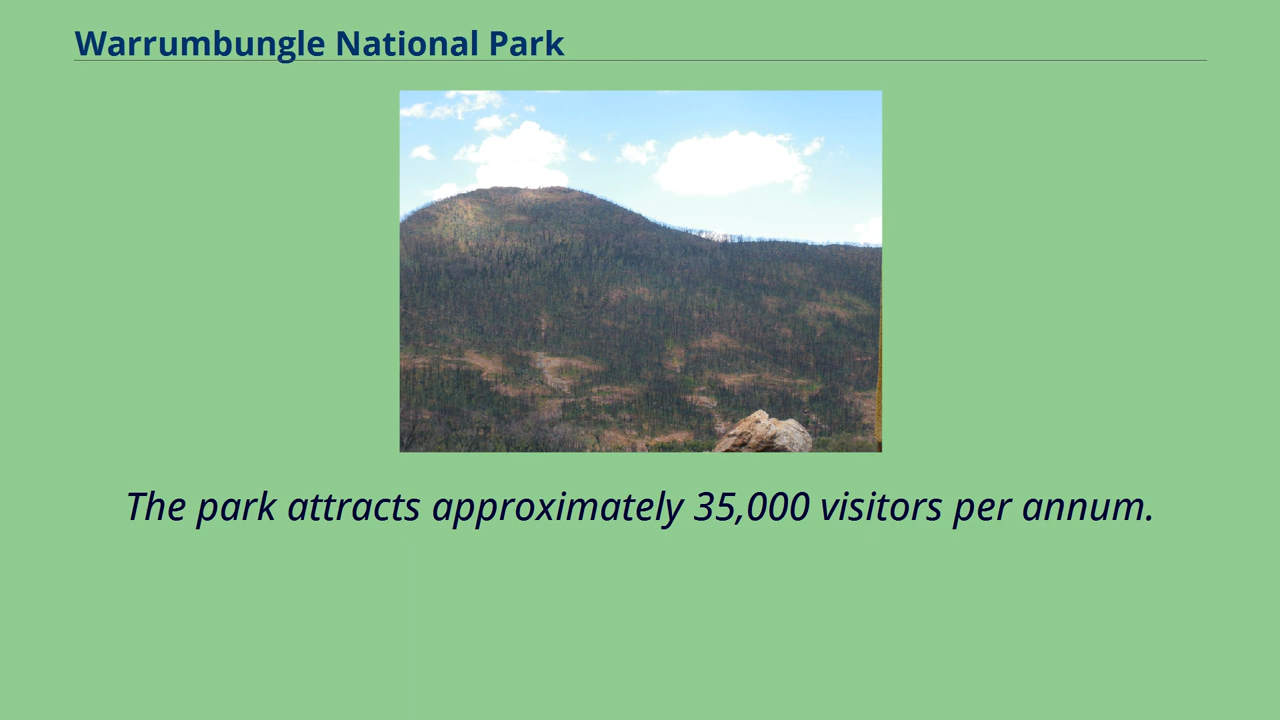 Warrumbungle National Park
The park attracts approximately 35,000 visitors per annum.